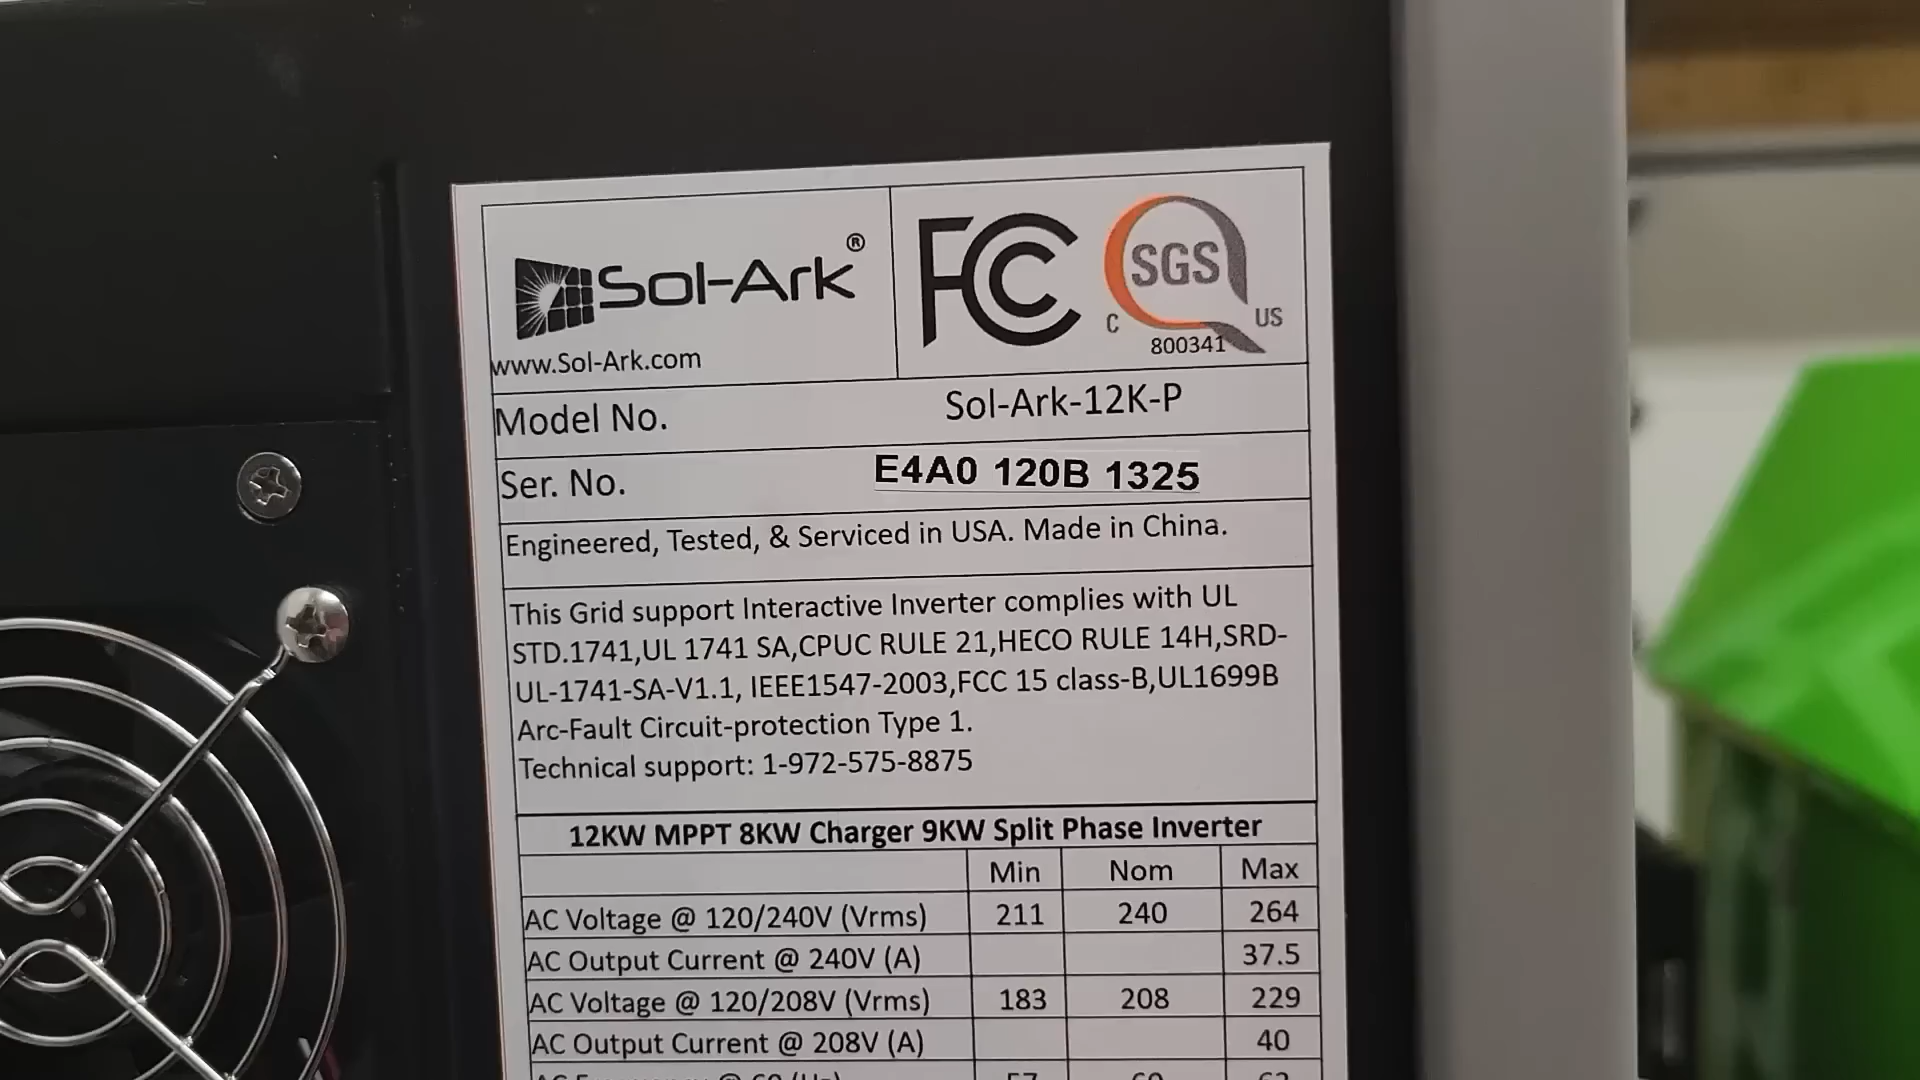 Sol-Ark®
www.Sol-Ark.com
FC
SGS
C US
800341
Model No. Sol-Ark-12K-P
Ser. No. E4A0 120B 1325
Engineered, Tested, & Serviced in USA. Made in China.
This Grid support Interactive Inverter complies with UL
STD.1741,UL 1741 SA,CPUC RULE 21,HECO RULE 14H,SRD-
UL-1741-SA-V1.1, IEEE1547-2003,FCC 15 class-B,UL1699B
Arc-Fault Circuit-protection Type 1.
Technical support: 1-972-575-8875
12KW MPPT 8KW Charger 9KW Split Phase Inverter
Min Nom Max
AC Voltage @ 120/240V (Vrms) 211 240 264
AC Output Current @ 240V (A) 37.5
AC Voltage @ 120/208V (Vrms) 183 208 229
AC Output Current @ 208V (A) 40